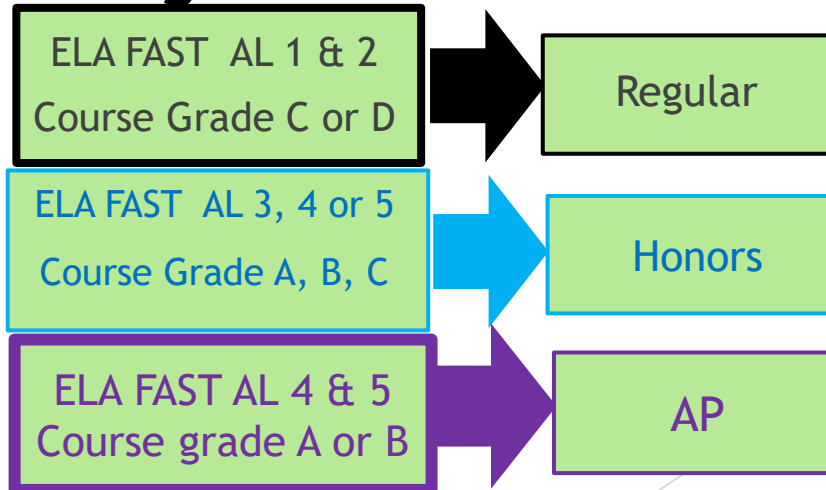 ELA FAST AL 1 & 2
Course Grade C or D
Regular
ELA FAST AL 3, 4 or 5
Course Grade A, B, C
Honors
ELA FAST AL 4 & 5
Course grade A or B
AP